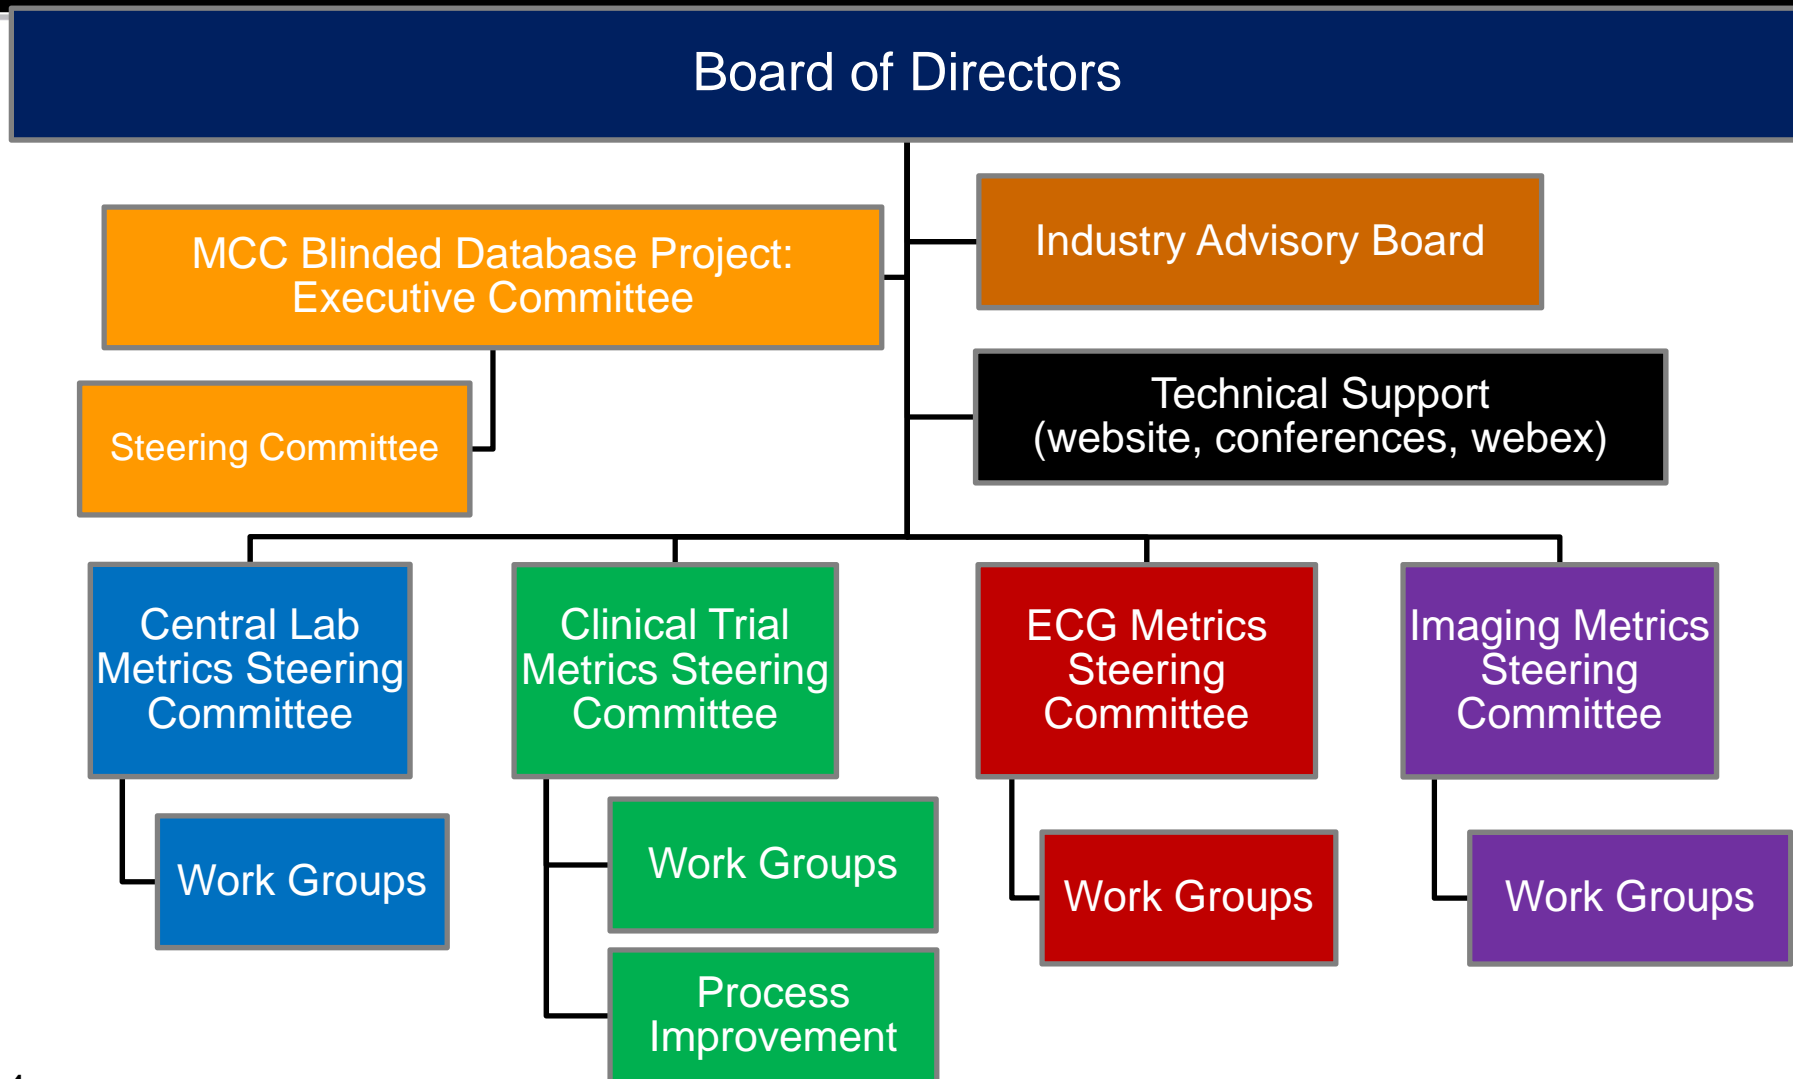 Board of Directors
MCC Blinded Database Project:
Executive Committee
Industry Advisory Board
Technical Support
(website, conferences, webex)
Steering Committee
Central Lab
Metrics Steering
Committee
Clinical Trial
Metrics Steering
Committee
ECG Metrics
Steering
Committee
Imaging Metrics
Steering
Committee
Work Groups
Work Groups
Work Groups
Work Groups
Process
Improvement